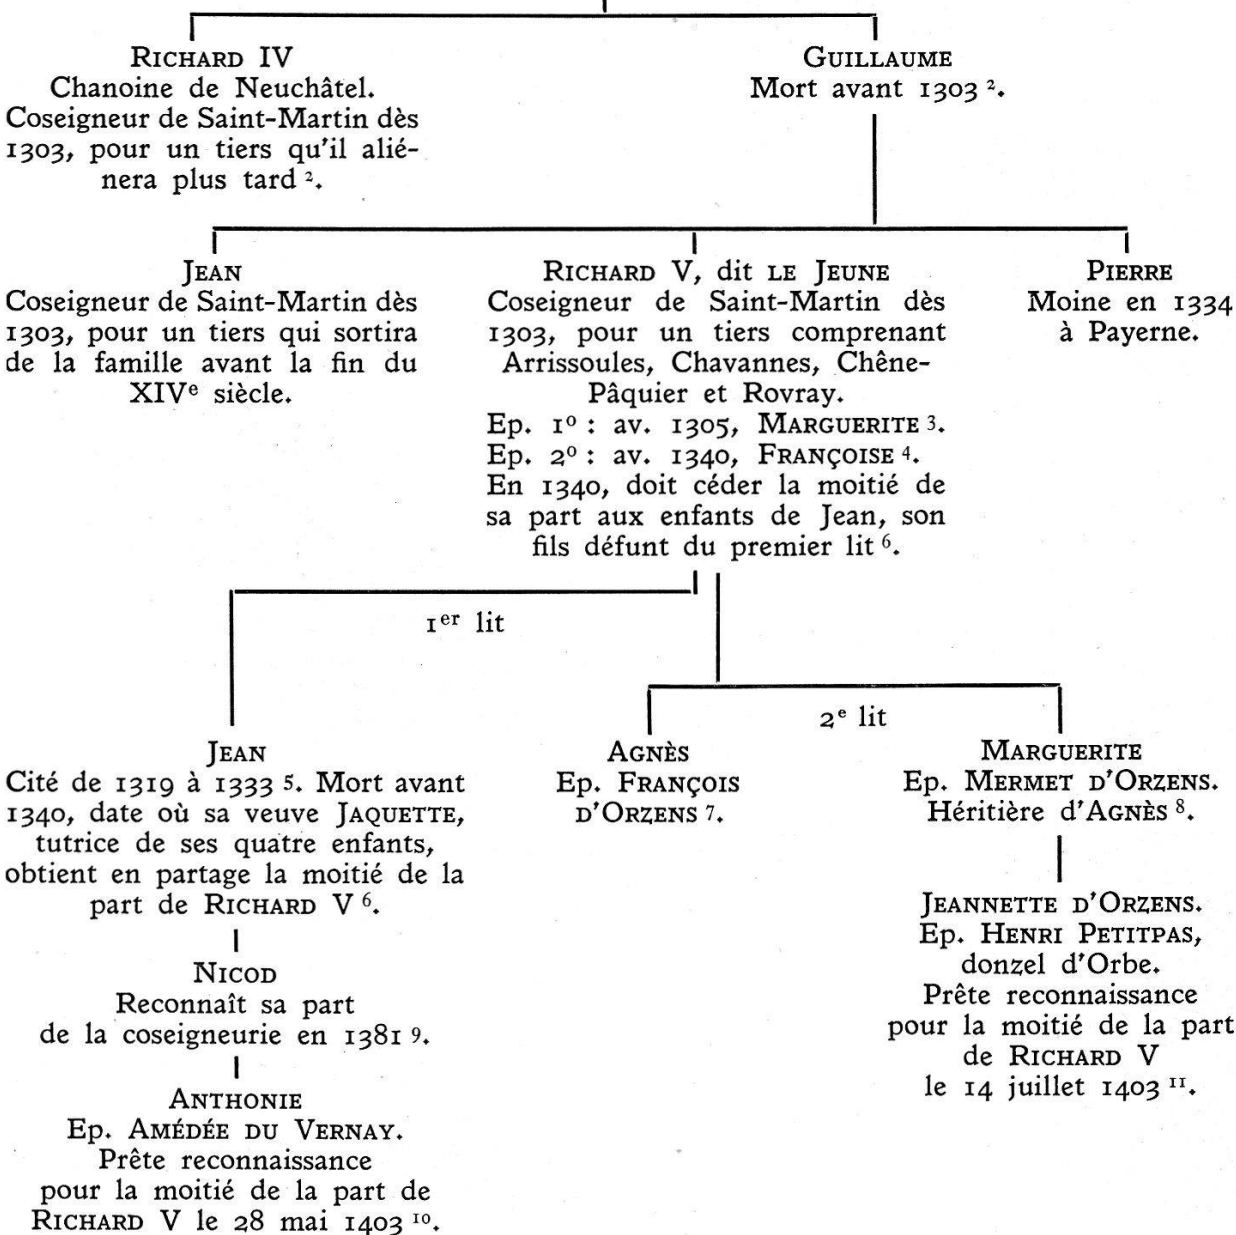 RICHARD IV
Chanoine de Neuchâtel.
Coseigneur de Saint-Martin dès
1303, pour un tiers qu'il alié-
nera plus tard ².
GUILLAUME
Mort avant 1303 ².
JEAN
Coseigneur de Saint-Martin dès
1303, pour un tiers qui sortira
de la famille avant la fin du
XIVe siècle.
RICHARD V, dit LE JEUNE
Coseigneur de Saint-Martin dès
1303, pour un tiers comprenant
Arrissoules, Chavannes, Chêne-
Pâquier et Rovray.
Ep. 1º : av. 1305, MARGUERITE ³.
Ep. 2º : av. 1340, FRANÇOISE ⁴.
En 1340, doit céder la moitié de
sa part aux enfants de Jean, son
fils défunt du premier lit ⁶.
PIERRE
Moine en 1334
à Payerne.
1er lit
2e lit
JEAN
Cité de 1319 à 1333 ⁵. Mort avant
1340, date où sa veuve JAQUETTE,
tutrice de ses quatre enfants,
obtient en partage la moitié de la
part de RICHARD V ⁶.
NICOD
Reconnaît sa part
de la coseigneurie en 1381 ⁹.
ANTHONIE
Ep. AMÉDÉE DU VERNAY.
Prête reconnaissance
pour la moitié de la part de
RICHARD V le 28 mai 1403 ¹⁰.
AGNÈS
Ep. FRANÇOIS
D'ORZENS ⁷.
MARGUERITE
Ep. MERMET D'ORZENS.
Héritière d'AGNÈS ⁸.
JEANNETTE D'ORZENS.
Ep. HENRI PETITPAS,
donzel d'Orbe.
Prête reconnaissance
pour la moitié de la part
de RICHARD V
le 14 juillet 1403 ¹¹.